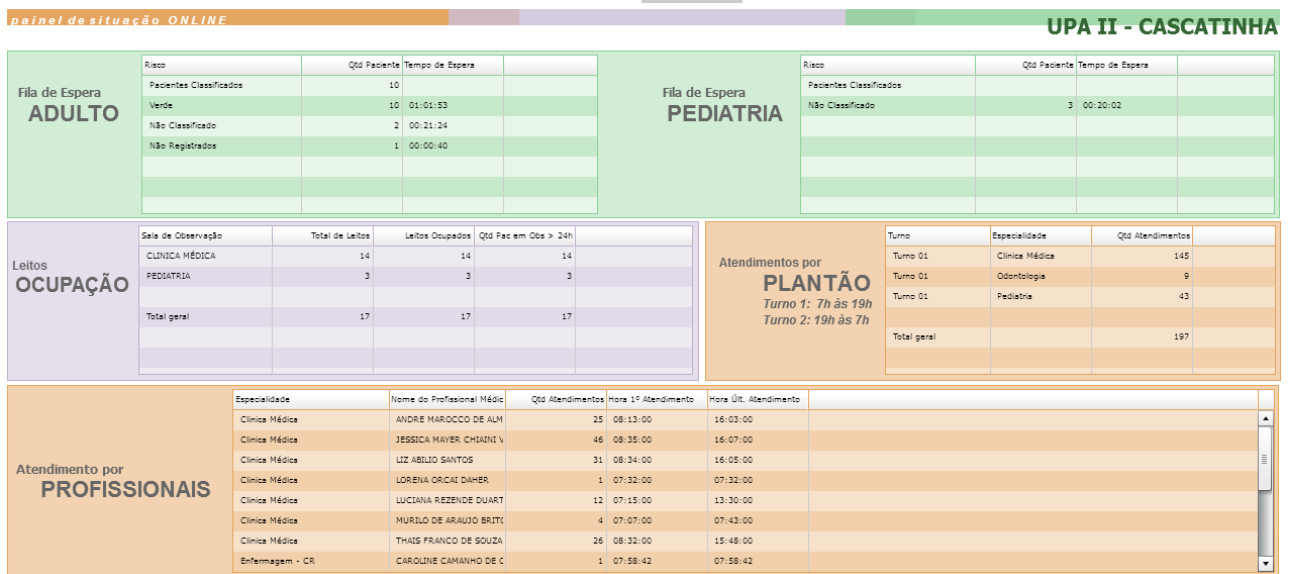 painel de situação ONLINE
UPA II - CASCATINHA
Fila de Espera
ADULTO
Risco Qtd Paciente Tempo de Espera
Pacientes Classificados 10
Verde 10 01:01:53
Não Classificado 2 00:21:24
Não Registrados 1 00:00:40
Fila de Espera
PEDIATRIA
Risco Qtd Paciente Tempo de Espera
Pacientes Classificados
Não Classificado 3 00:20:02
Leitos
OCUPAÇÃO
Sala de Observação Total de Leitos Leitos Ocupados Qtd Pac em Obs > 24h
CLINICA MÉDICA 14 14 14
PEDIATRIA 3 3 3
Total geral 17 17 17
Atendimentos por
PLANTÃO
Turno 1: 7h às 19h
Turno 2: 19h às 7h
Turno Especialidade Qtd Atendimentos
Turno 01 Clinica Médica 145
Turno 01 Odontologia 9
Turno 01 Pediatria 43
Total geral 197
Atendimento por
PROFISSIONAIS
Especialidade Nome do Profissional Médic Qtd Atendimentos Hora 1º Atendimento Hora Últ. Atendimento
Clinica Médica ANDRE MAROCCO DE ALM 25 08:13:00 16:03:00
Clinica Médica JESSICA MAYER CHIAINI V 46 08:35:00 16:07:00
Clinica Médica LIZ ABILIO SANTOS 31 08:34:00 16:05:00
Clinica Médica LORENA ORCAI DAHER 1 07:32:00 07:32:00
Clinica Médica LUCIANA REZENDE DUART 12 07:15:00 13:30:00
Clinica Médica MURILO DE ARAUJO BRITO 4 07:07:00 07:43:00
Clinica Médica THAIS FRANCO DE SOUZA 26 08:32:00 15:48:00
Enfermagem - CR CAROLINE CAMANHO DE C 1 07:58:42 07:58:42